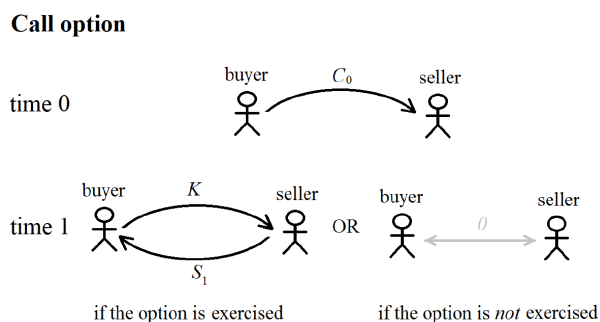 Call option
buyer
C₀
seller
time 0
buyer
K
seller
buyer
seller
time 1
OR
0
S₁
if the option is exercised
if the option is not exercised